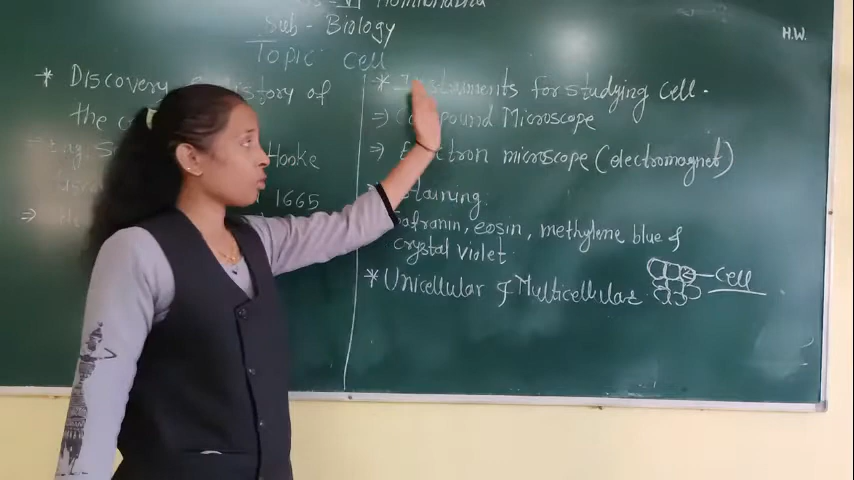 Sub - Biology
Topic Cell
H.W.
* Discovery & History of
the
Hooke
1665
⇒
* Instruments for studying cell.
⇒ Compound Microscope
⇒ Electron microscope (electromagnet)
* Staining
Safranin, eosin, methylene blue &
crystal violet.
* Unicellular & Multicellular
Cell